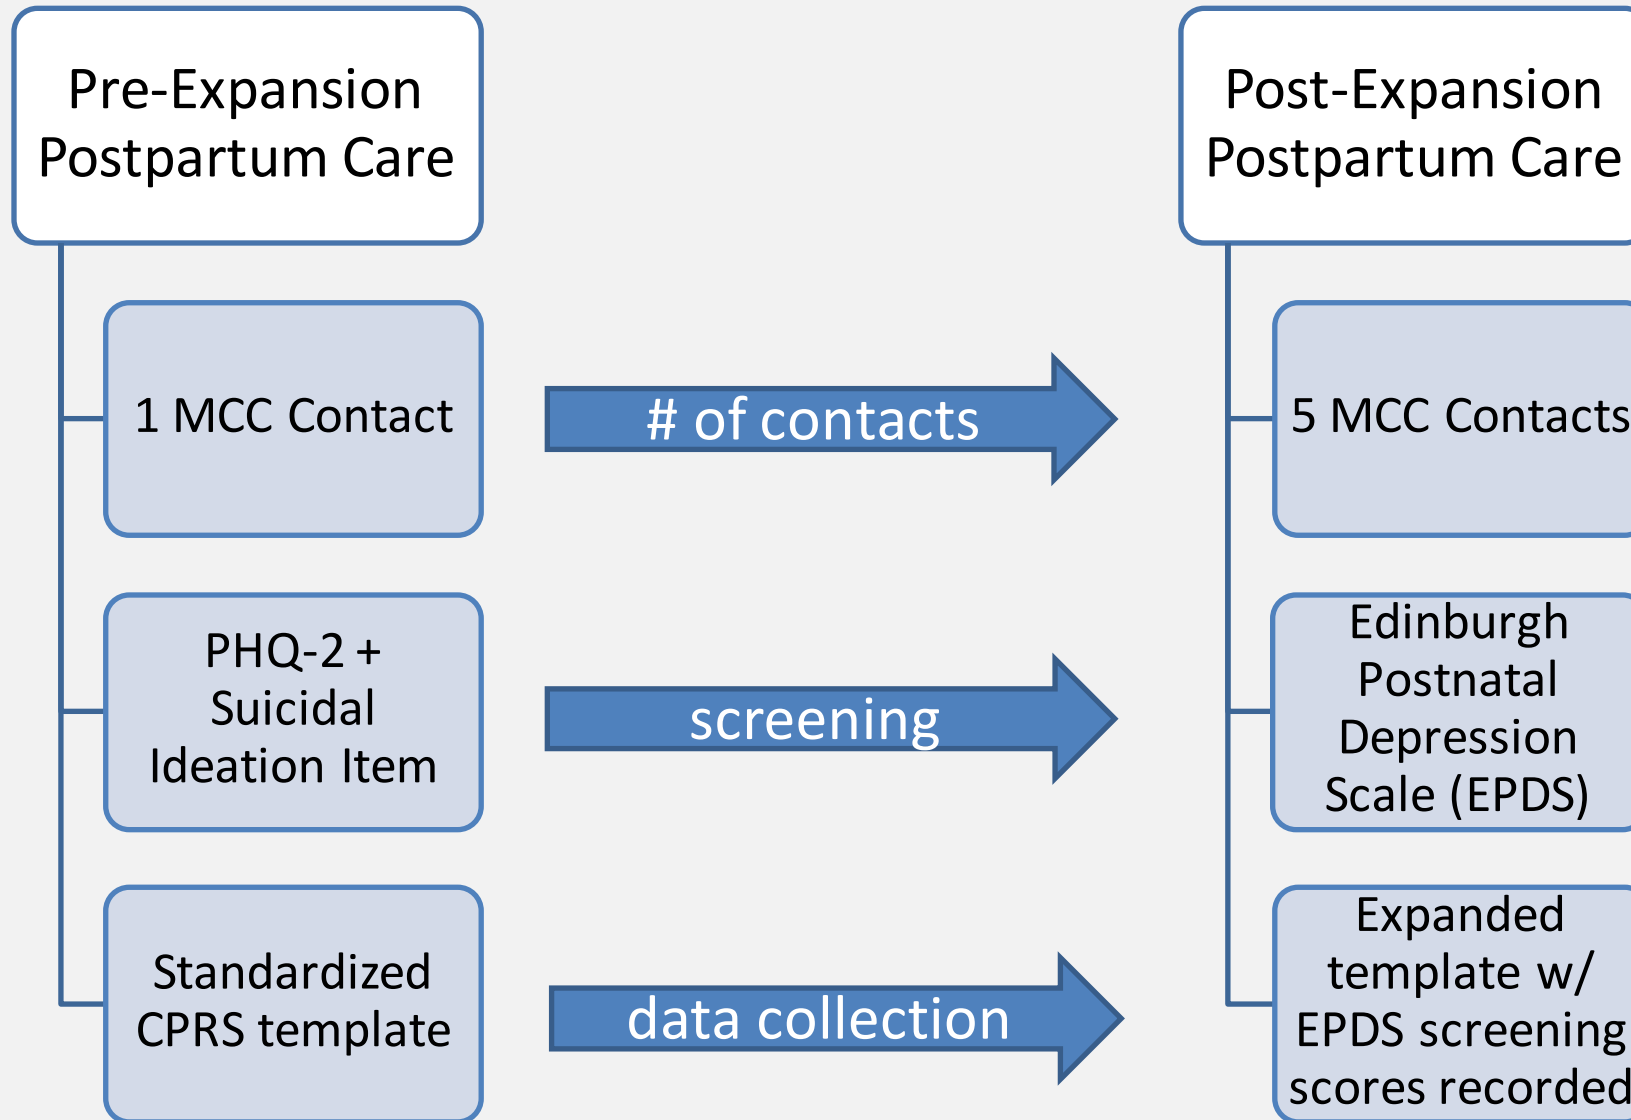 Pre-Expansion
Postpartum Care
Post-Expansion
Postpartum Care
1 MCC Contact
# of contacts
5 MCC Contacts
PHQ-2 +
Suicidal
Ideation Item
screening
Edinburgh
Postnatal
Depression
Scale (EPDS)
Standardized
CPRS template
data collection
Expanded
template w/
EPDS screening
scores recorded